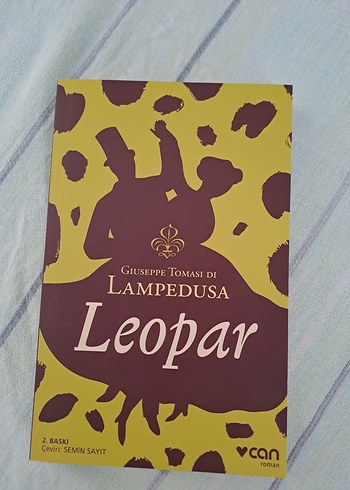 GIUSEPPE TOMASI DI
LAMPEDUSA
Leopar
2. BASKI
Çeviri: SEMİN SAYIT
can
roman